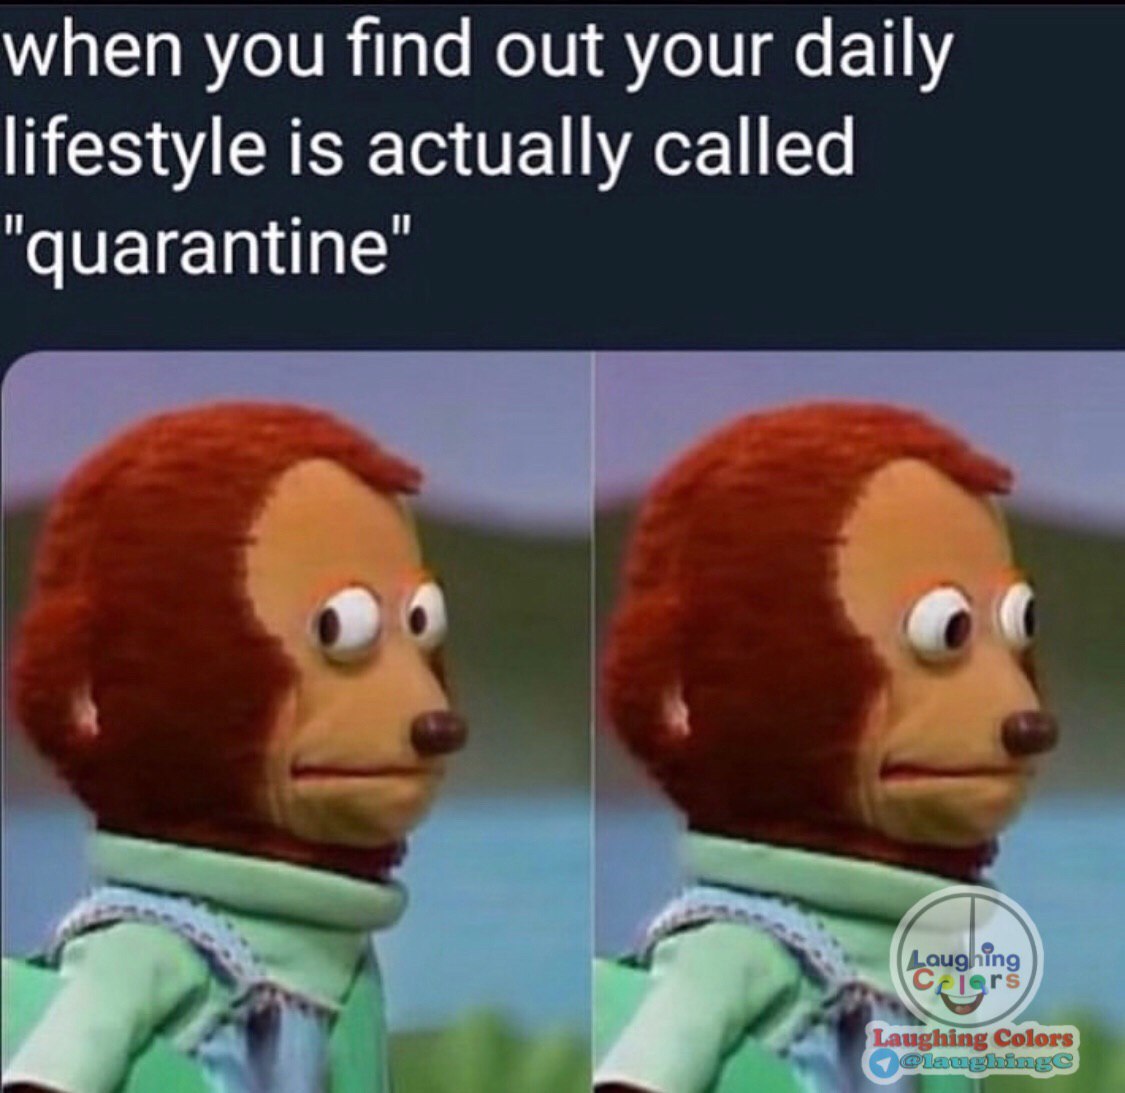 when you find out your daily
lifestyle is actually called
"quarantine"
Laughing
Colors
Laughing Colors
@laughingC